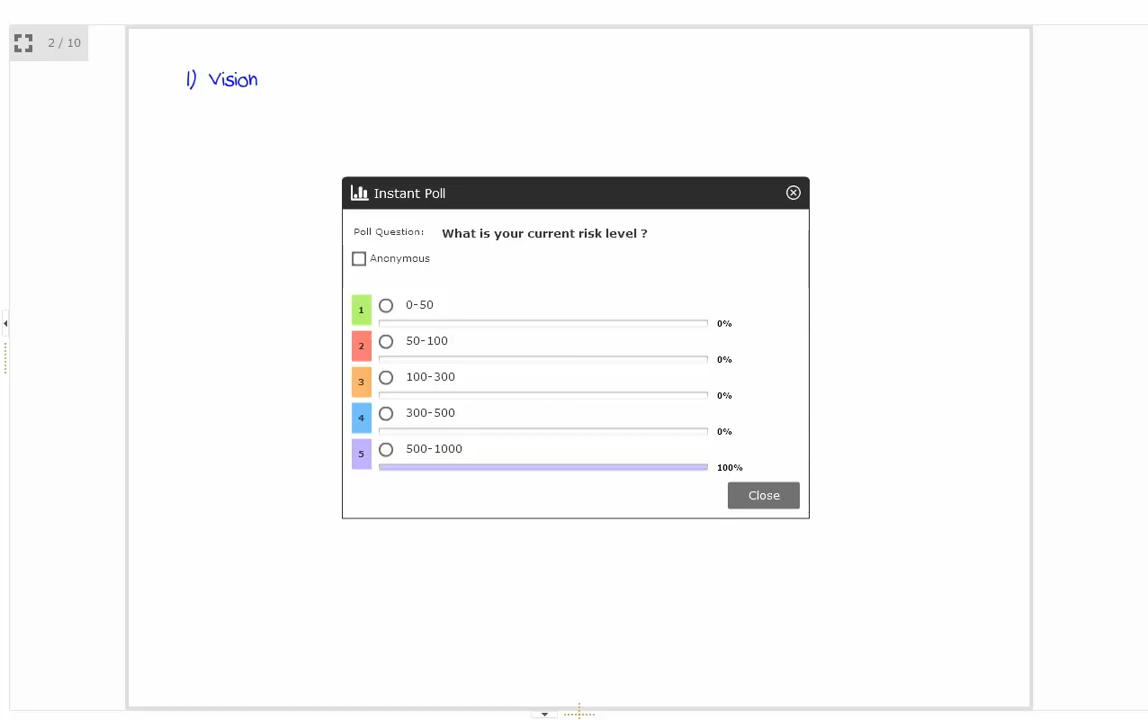 2 / 10
1) Vision
Instant Poll
Poll Question: What is your current risk level ?
Anonymous
1 0-50
0%
2 50-100
0%
3 100-300
0%
4 300-500
0%
5 500-1000
100%
Close